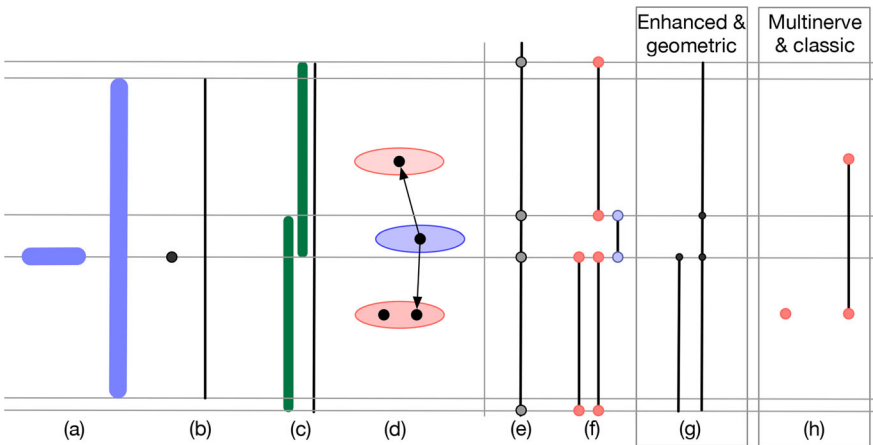 Enhanced &
geometric
Multinerve
& classic
(a)
(b)
(c)
(d)
(e)
(f)
(g)
(h)